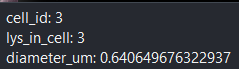 cell_id: 3
lys_in_cell: 3
diameter_um: 0.640649676322937